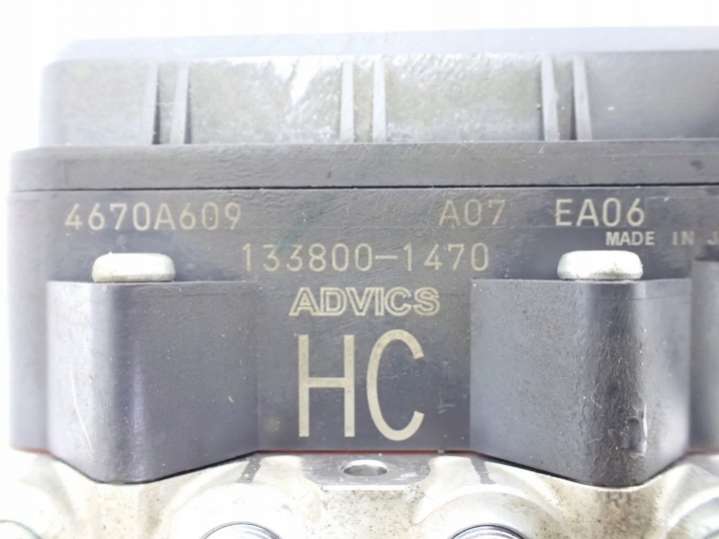 4670A609 A07 EA06
MADE IN
133800-1470
ADVICS
HC